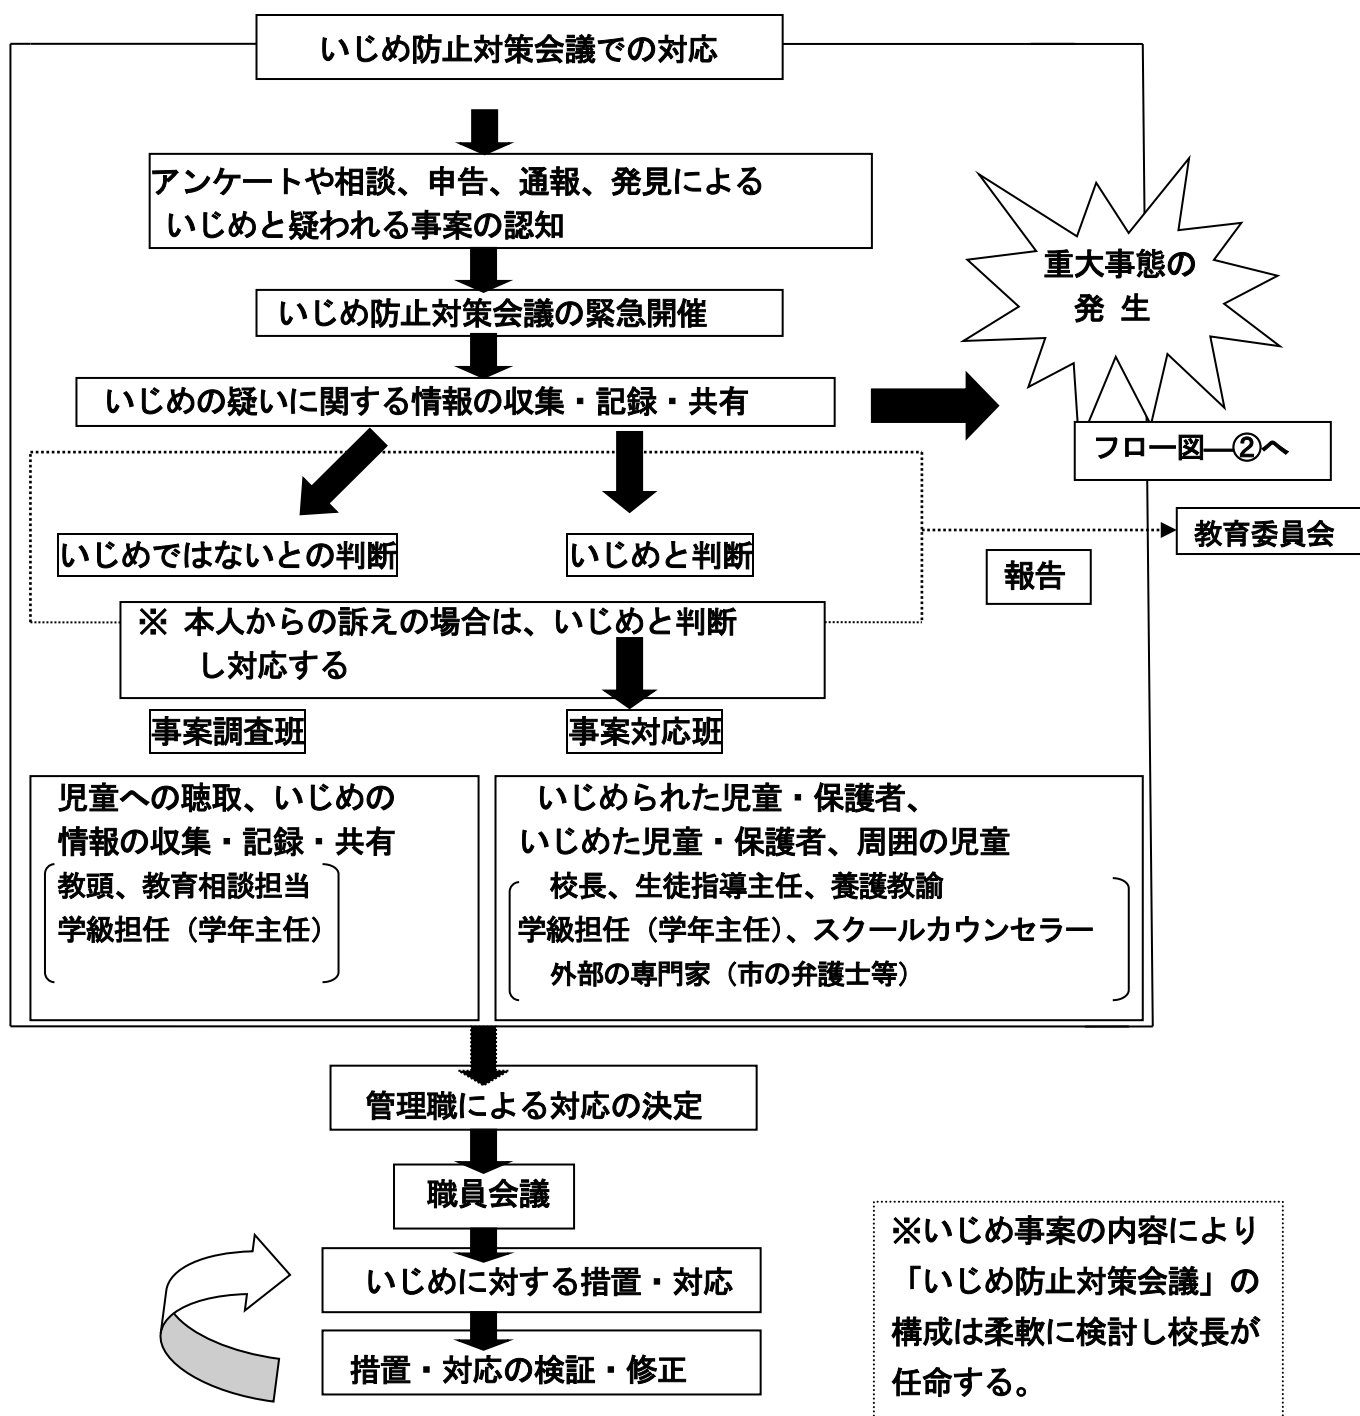 いじめ防止対策会議での対応
アンケートや相談、申告、通報、発見による
いじめと疑われる事案の認知
いじめ防止対策会議の緊急開催
いじめの疑いに関する情報の収集・記録・共有
重大事態の
発 生
フロー図―②へ
いじめではないとの判断
いじめと判断
教育委員会
報告
※ 本人からの訴えの場合は、いじめと判断
し対応する
事案調査班
事案対応班
児童への聴取、いじめの
情報の収集・記録・共有
教頭、教育相談担当
学級担任（学年主任）
いじめられた児童・保護者、
いじめた児童・保護者、周囲の児童
校長、生徒指導主任、養護教諭
学級担任（学年主任）、スクールカウンセラー
外部の専門家（市の弁護士等）
管理職による対応の決定
職員会議
いじめに対する措置・対応
措置・対応の検証・修正
※いじめ事案の内容により
「いじめ防止対策会議」の
構成は柔軟に検討し校長が
任命する。